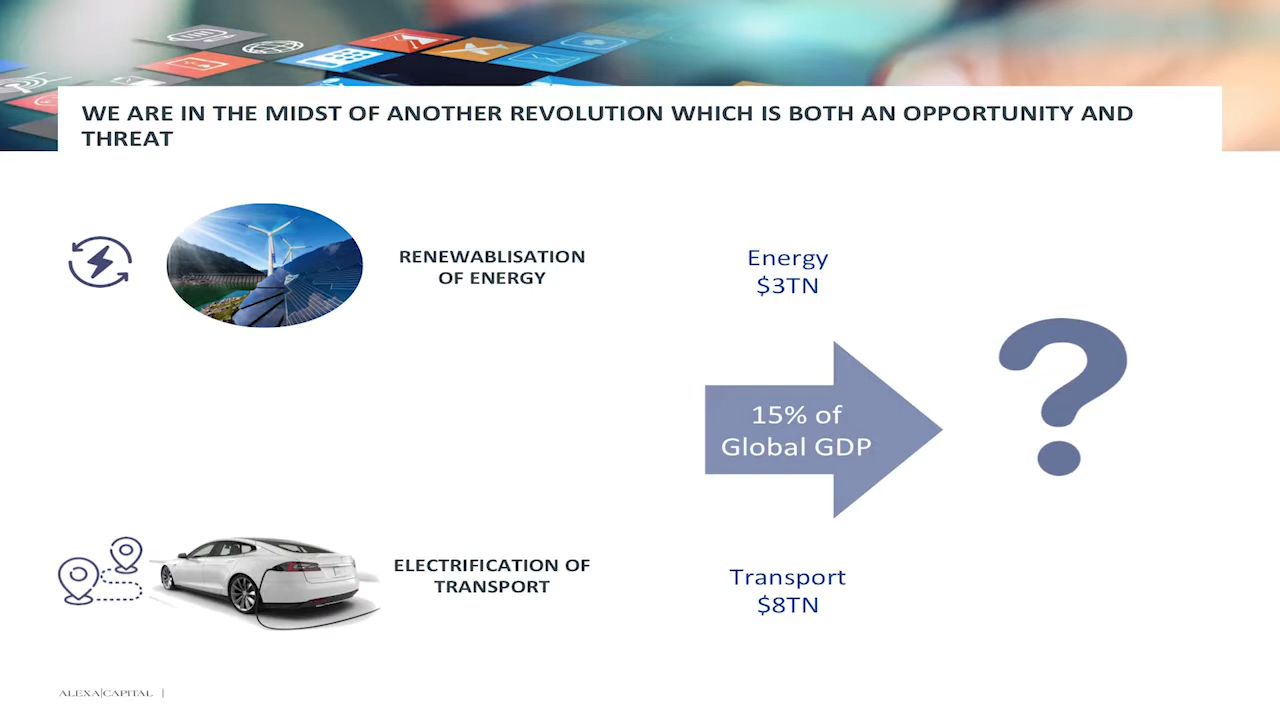 WE ARE IN THE MIDST OF ANOTHER REVOLUTION WHICH IS BOTH AN OPPORTUNITY AND
THREAT
RENEWABLISATION
OF ENERGY
Energy
$3TN
15% of
Global GDP
?
ELECTRIFICATION OF
TRANSPORT
Transport
$8TN
ALEXA|CAPITAL |